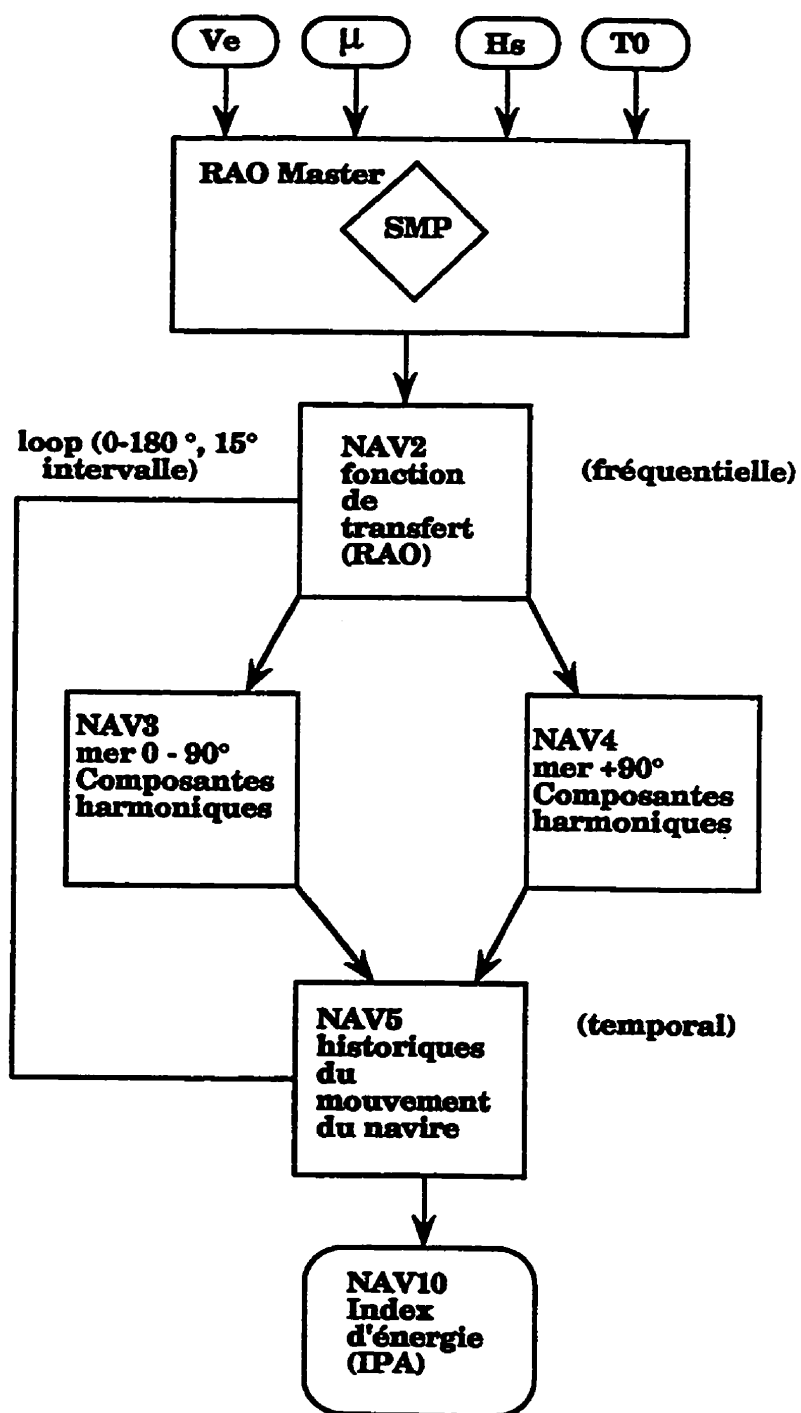 Ve
μ
Hs
T0
RAO Master
SMP
loop (0-180 °, 15°
intervalle)
NAV2
fonction
de
transfert
(RAO)
(fréquentielle)
NAV3
mer 0 - 90°
Composantes
harmoniques
NAV4
mer +90°
Composantes
harmoniques
NAV5
historiques
du
mouvement
du navire
(temporal)
NAV10
Index
d'énergie
(IPA)